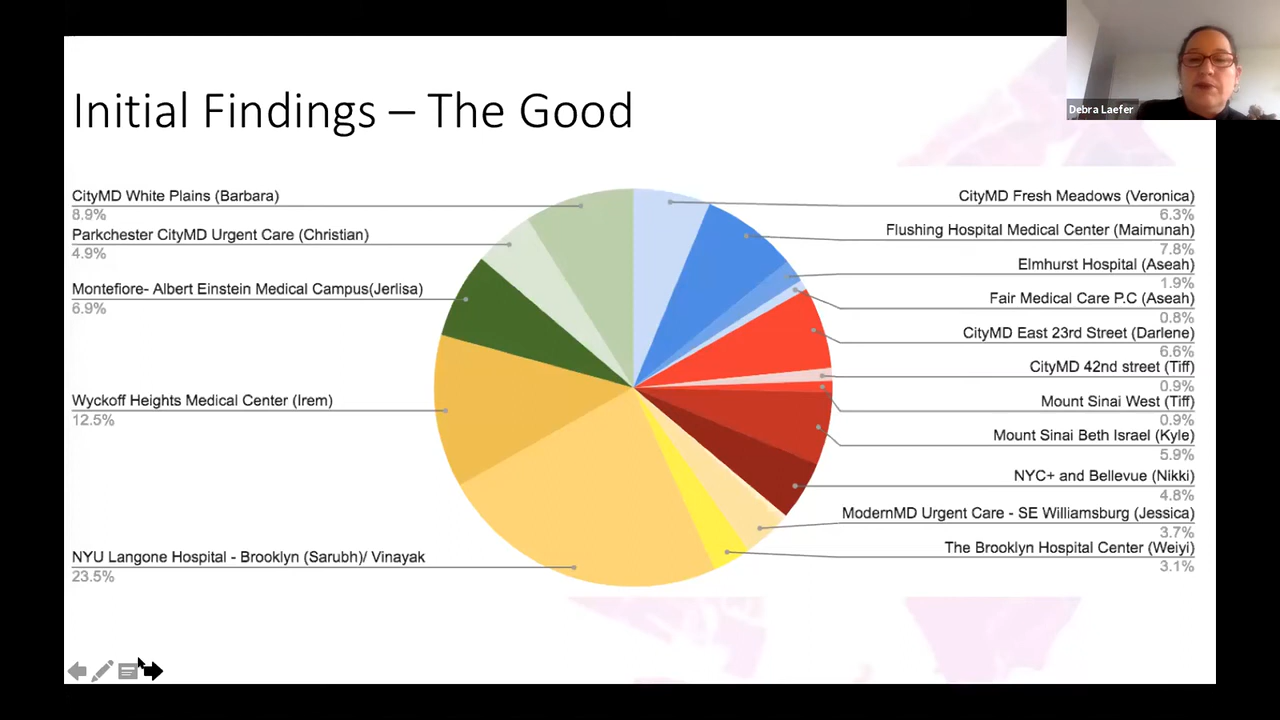 Initial Findings – The Good
Debra Laefer
CityMD White Plains (Barbara)
8.9%
Parkchester CityMD Urgent Care (Christian)
4.9%
Montefiore- Albert Einstein Medical Campus(Jerlisa)
6.9%
Wyckoff Heights Medical Center (Irem)
12.5%
NYU Langone Hospital - Brooklyn (Sarubh)/ Vinayak
23.5%
CityMD Fresh Meadows (Veronica)
6.3%
Flushing Hospital Medical Center (Maimunah)
7.8%
Elmhurst Hospital (Aseah)
1.9%
Fair Medical Care P.C (Aseah)
0.8%
CityMD East 23rd Street (Darlene)
6.6%
CityMD 42nd street (Tiff)
0.9%
Mount Sinai West (Tiff)
0.9%
Mount Sinai Beth Israel (Kyle)
5.9%
NYC+ and Bellevue (Nikki)
4.8%
ModernMD Urgent Care - SE Williamsburg (Jessica)
3.7%
The Brooklyn Hospital Center (Weiyi)
3.1%